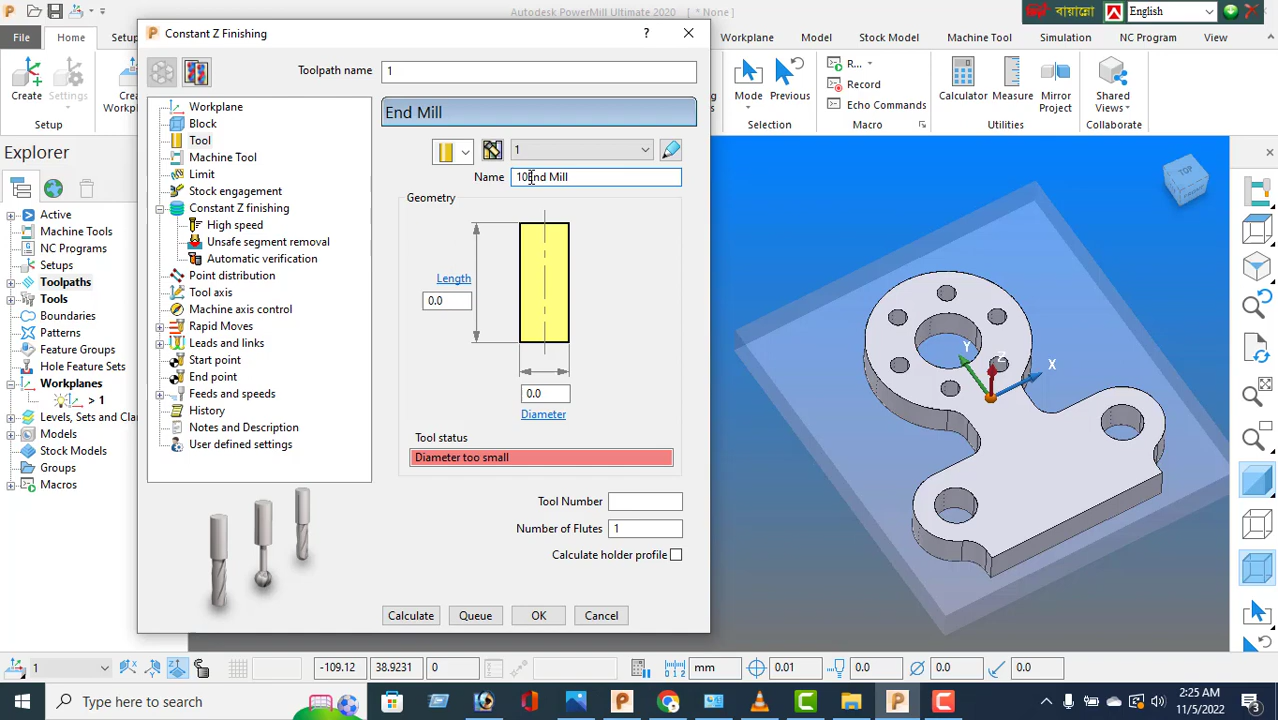 Autodesk PowerMill Ultimate 2020 [ * None ]
বায়ান্নো
English
File
Home
Workplane
Model
Stock Model
Machine Tool
Simulation
NC Program
View
Create
Settings
Setup
Mode
Previous
Selection
R...
Record
Echo Commands
Macro
Calculator
Measure
Mirror Project
Utilities
Shared Views
Collaborate
Explorer
Active
Machine Tools
NC Programs
Setups
Toolpaths
Tools
Boundaries
Patterns
Feature Groups
Hole Feature Sets
Workplanes
> 1
Models
Stock Models
Groups
Macros
Constant Z Finishing
?
Toolpath name
1
Workplane
Block
Tool
Machine Tool
Limit
Stock engagement
Constant Z finishing
High speed
Unsafe segment removal
Automatic verification
Point distribution
Tool axis
Machine axis control
Rapid Moves
Leads and links
Start point
End point
Feeds and speeds
History
Notes and Description
User defined settings
End Mill
1
Name
10End Mill
Geometry
Length
0.0
0.0
Diameter
Tool status
Diameter too small
Tool Number
Number of Flutes
1
Calculate holder profile
Calculate
Queue
OK
Cancel
TOP
FRONT
X
Y
Z
1
-109.12
38.9231
0
mm
0.01
0.0
0.0
0.0
Type here to search
2:25 AM
11/5/2022
3